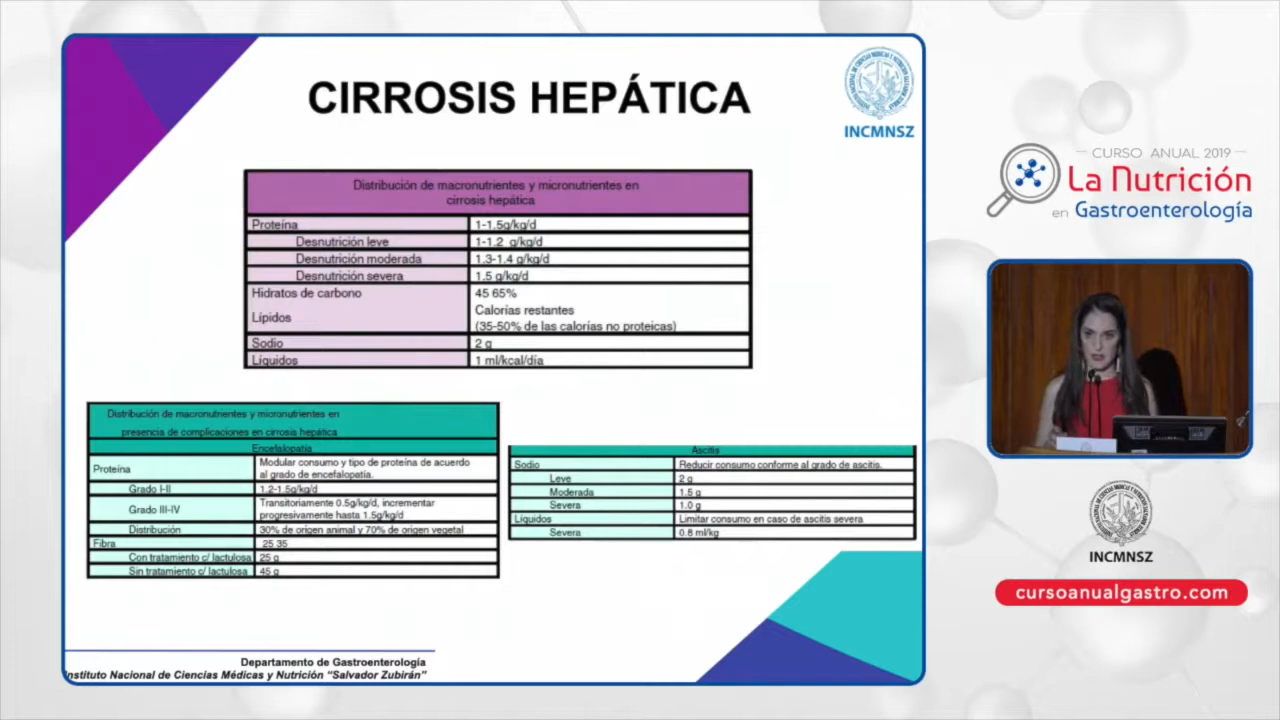 CIRROSIS HEPÁTICA
INCMNSZ
Distribución de macronutrientes y micronutrientes en
cirrosis hepática
Proteína 1-1.5g/kg/d
Desnutrición leve 1-1.2 g/kg/d
Desnutrición moderada 1.3-1.4 g/kg/d
Desnutrición severa 1.5 g/kg/d
Hidratos de carbono 45 65%
Lípidos Calorías restantes
(35-50% de las calorías no proteicas)
Sodio 2 g
Líquidos 1 ml/kcal/día
Distribución de macronutrientes y micronutrientes en
presencia de complicaciones en cirrosis hepática
Encefalopatía
Proteína Modular consumo y tipo de proteína de acuerdo
al grado de encefalopatía.
Grado I-II 1.2-1.5g/kg/d
Grado III-IV Transitoriamente 0.5g/kg/d, incrementar
progresivamente hasta 1.5g/kg/d
Distribución 30% de origen animal y 70% de origen vegetal
Fibra 25 35
Con tratamiento c/ lactulosa 25 g
Sin tratamiento c/ lactulosa 45 g
Ascitis
Sodio Reducir consumo conforme al grado de ascitis.
Leve 2 g
Moderada 1.5 g
Severa 1.0 g
Líquidos Limitar consumo en caso de ascitis severa
Severa 0.8 ml/kg
Departamento de Gastroenterología
Instituto Nacional de Ciencias Médicas y Nutrición “Salvador Zubirán”
CURSO ANUAL 2019
La Nutrición
en Gastroenterología
INCMNSZ
cursoanualgastro.com